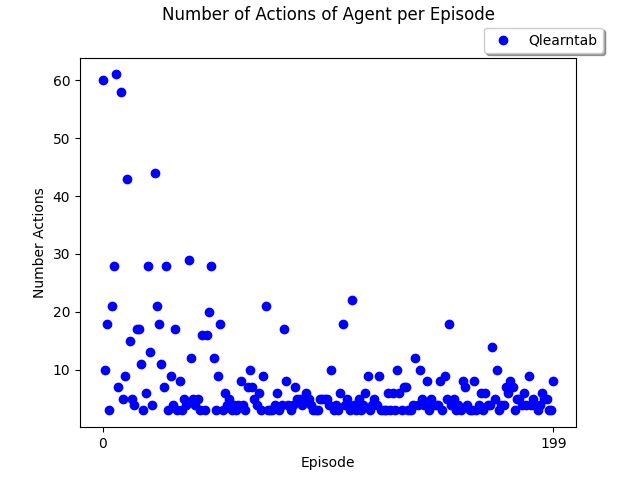 Number of Actions of Agent per Episode
Qlearntab
60
50
40
30
20
10
Number Actions
0
199
Episode